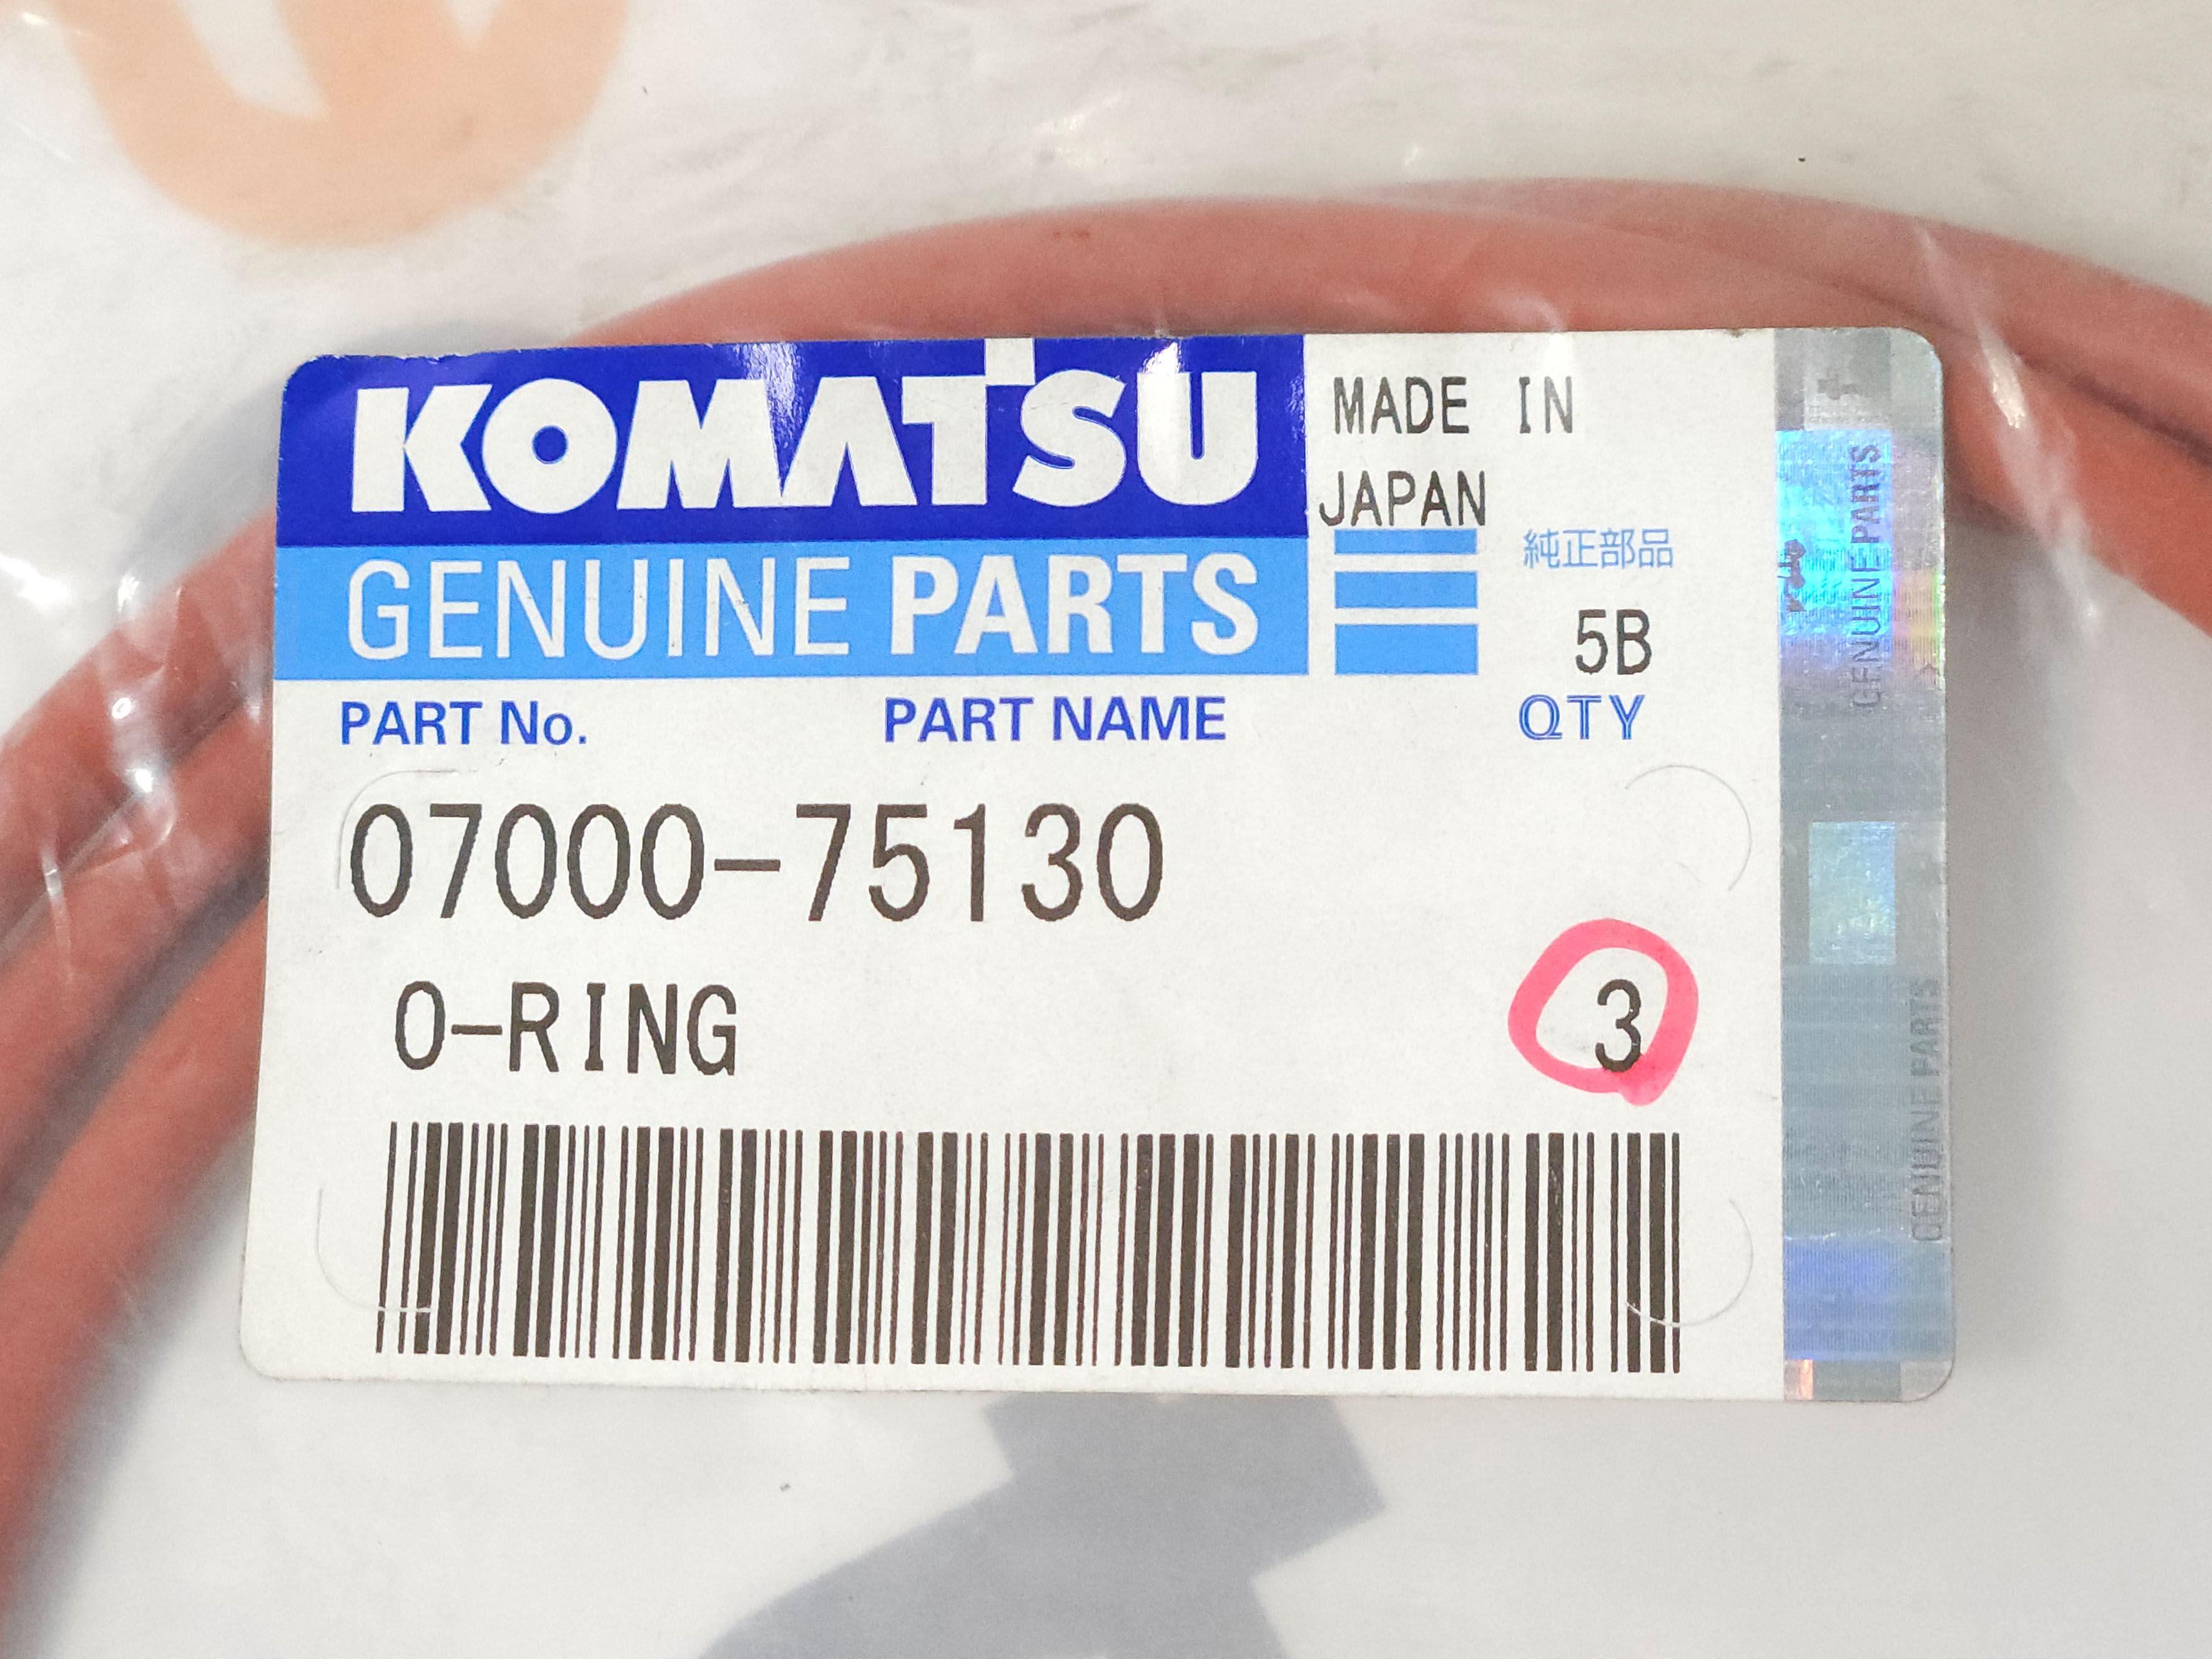 KOMATSU
MADE IN
JAPAN
GENUINE PARTS
純正部品
5B
PART No.
PART NAME
QTY
07000-75130
O-RING
3
GENUINE PARTS
GENUINE PARTS